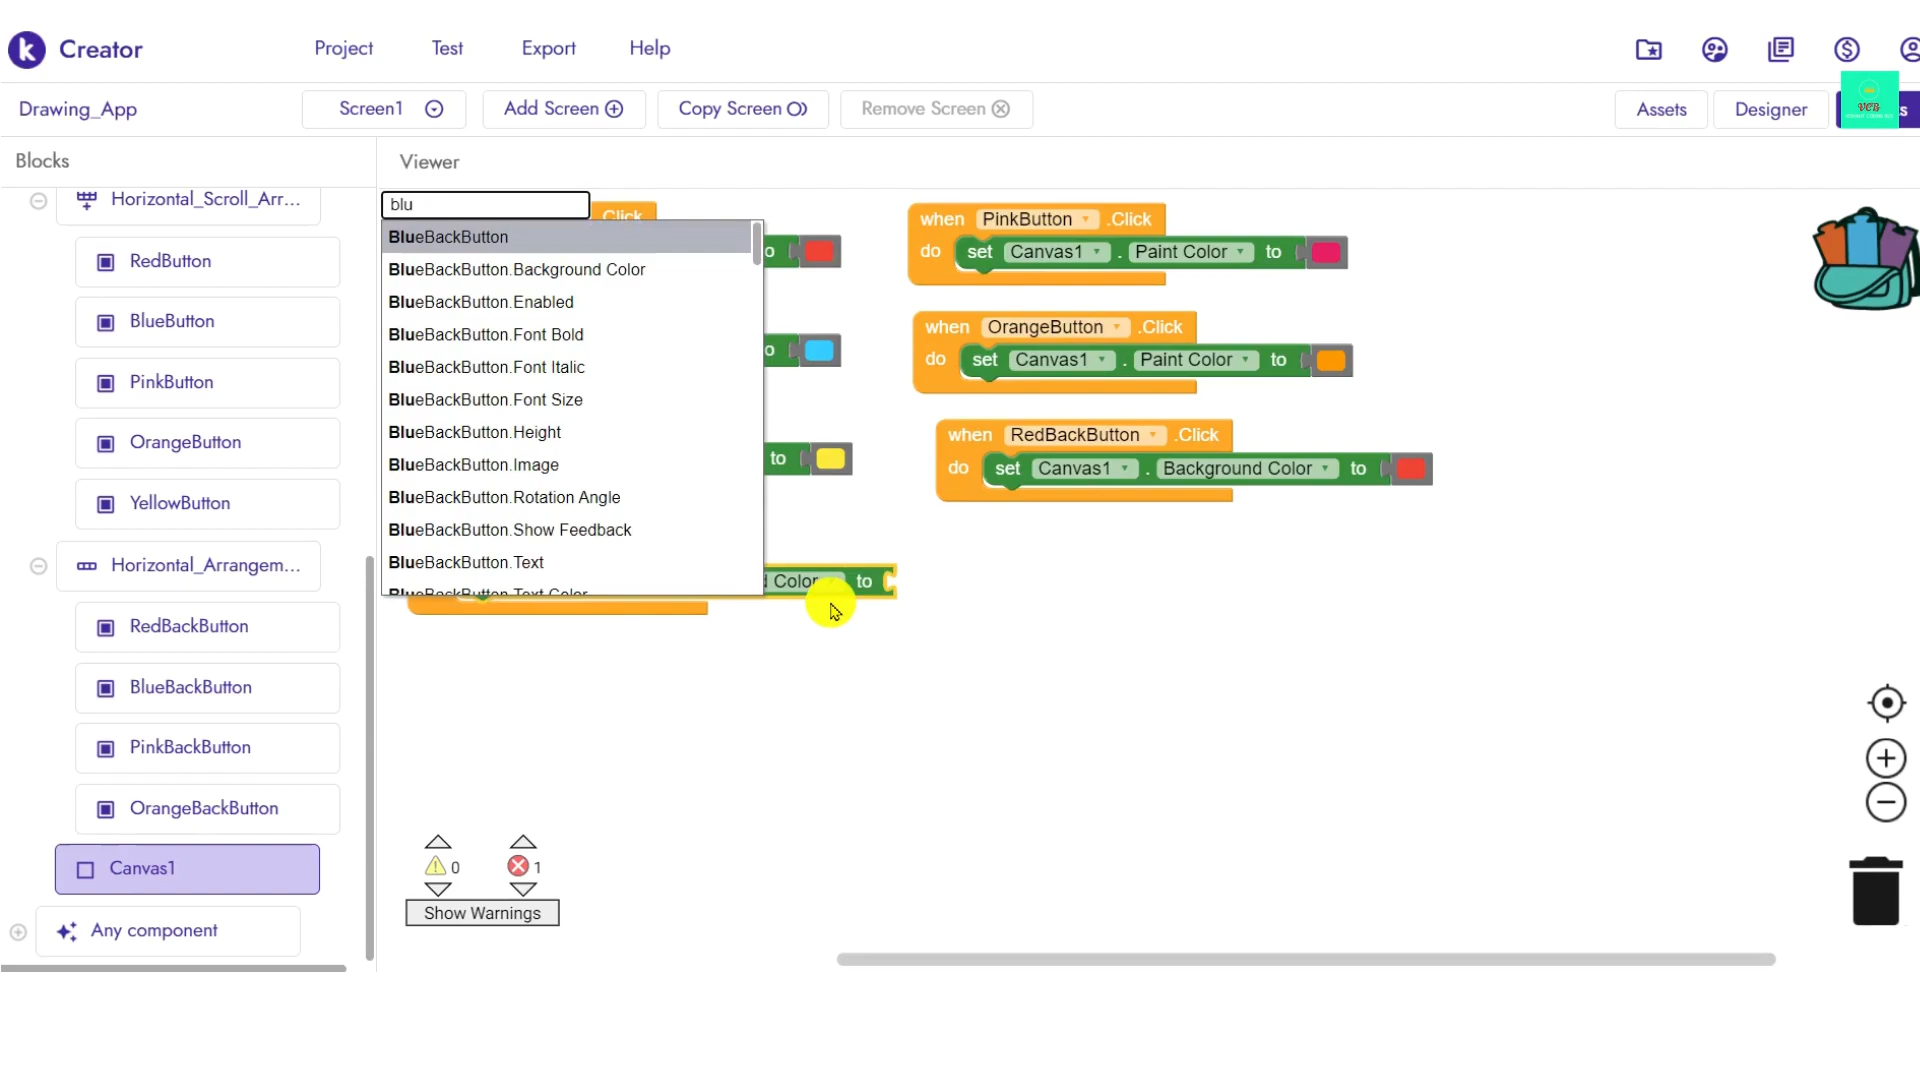 Creator
Project
Test
Export
Help
Drawing_App
Screen1
Add Screen
Copy Screen
Remove Screen
Assets
Designer
VCB
s
Blocks
Viewer
Horizontal_Scroll_Arr...
RedButton
BlueButton
PinkButton
OrangeButton
YellowButton
Horizontal_Arrangem...
RedBackButton
BlueBackButton
PinkBackButton
OrangeBackButton
Canvas1
Any component
blu
BlueBackButton
BlueBackButton.Background Color
BlueBackButton.Enabled
BlueBackButton.Font Bold
BlueBackButton.Font Italic
BlueBackButton.Font Size
BlueBackButton.Height
BlueBackButton.Image
BlueBackButton.Rotation Angle
BlueBackButton.Show Feedback
BlueBackButton.Text
BlueBackButton.Text Color
Click
o
o
to
d Color to
when PinkButton .Click
do set Canvas1 . Paint Color to
when OrangeButton .Click
do set Canvas1 . Paint Color to
when RedBackButton .Click
do set Canvas1 . Background Color to
0
1
Show Warnings